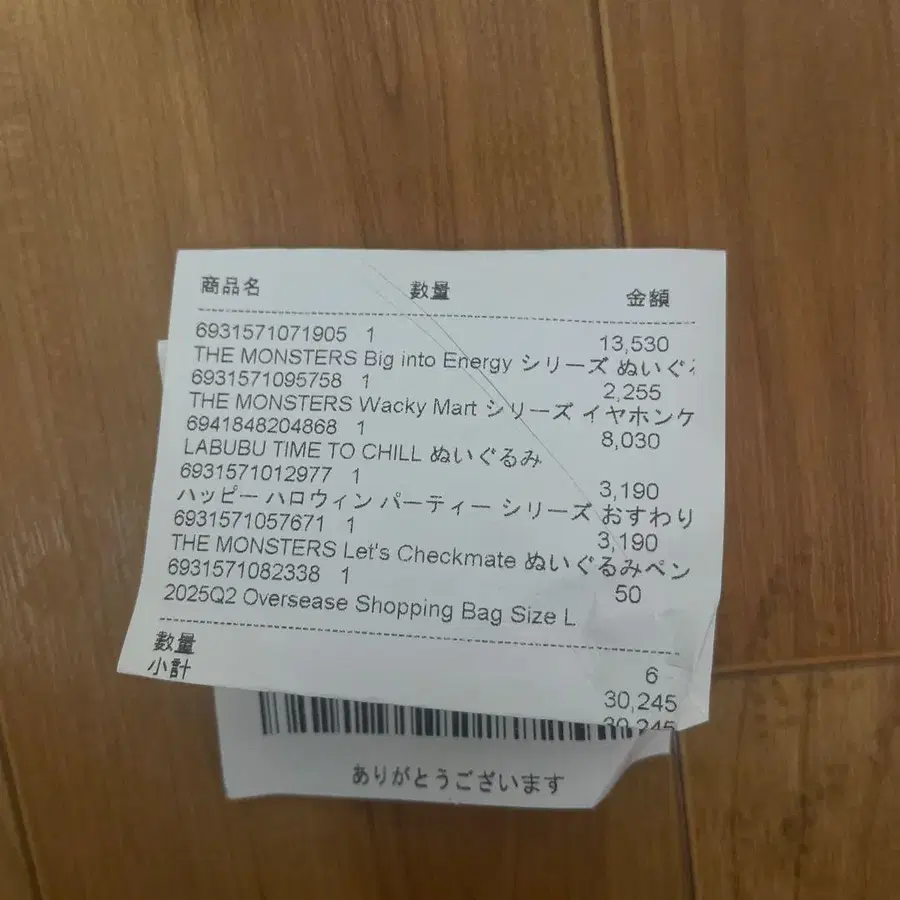 商品名 数量 金額
6931571071905 1 13,530
THE MONSTERS Big into Energy シリーズ ぬいぐ
6931571095758 1 2,255
THE MONSTERS Wacky Mart シリーズ イヤホンケ
6941848204868 1 8,030
LABUBU TIME TO CHILL ぬいぐるみ
6931571012977 1 3,190
ハッピー ハロウィン パーティー シリーズ おすわり
6931571057671 1 3,190
THE MONSTERS Let's Checkmate ぬいぐるみペン
6931571082338 1 50
2025Q2 Oversease Shopping Bag Size L
数量 6
小計 30,245
30,245
ありがとうございます